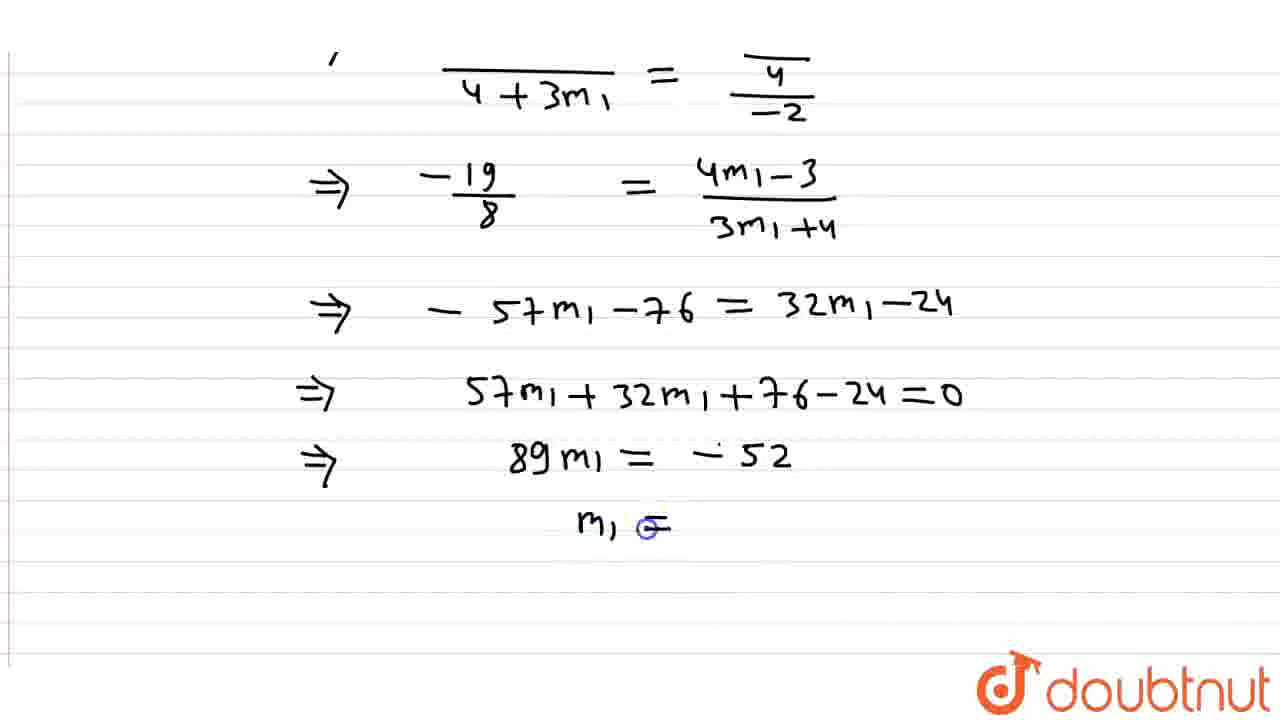 4 + 3m₁ = 4 / -2
⇒ -19/8 = 4m₁ - 3 / 3m₁ + 4
⇒ - 57m₁ - 76 = 32m₁ - 24
⇒ 57m₁ + 32m₁ + 76 - 24 = 0
⇒ 89m₁ = - 52
m₁ =
doubtnut